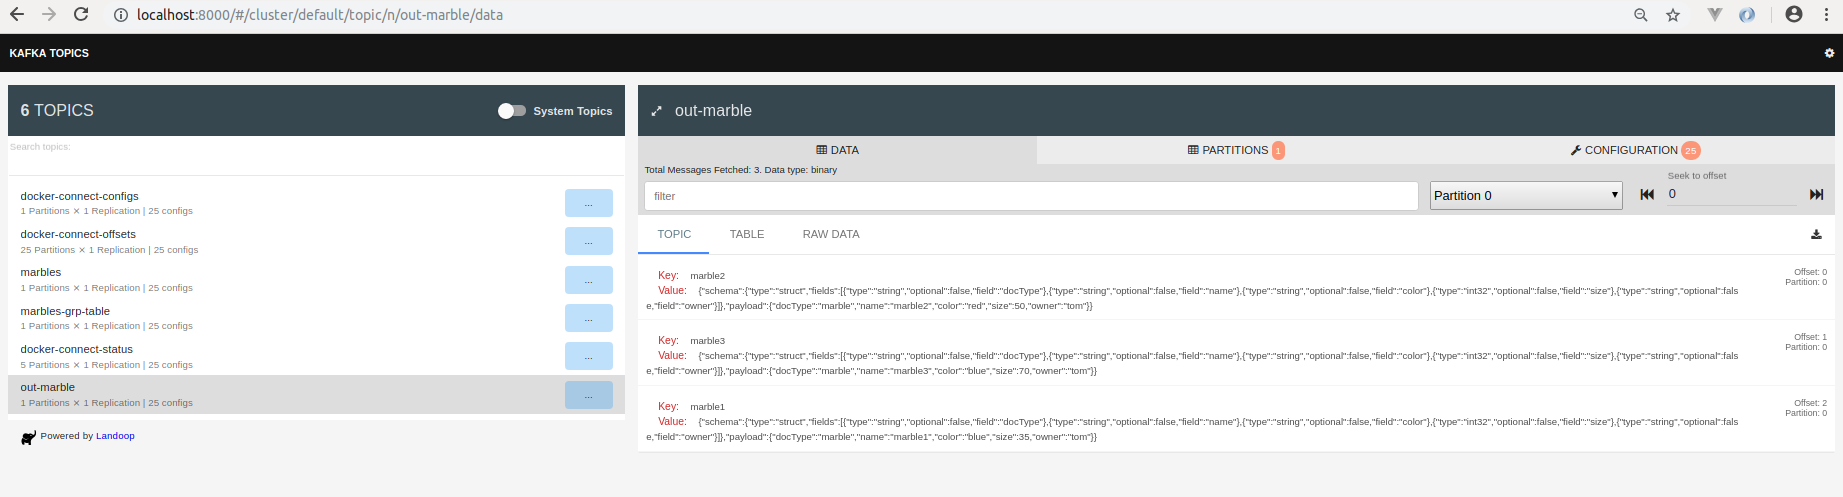 localhost:8000/#/cluster/default/topic/n/out-marble/data
KAFKA TOPICS
6 TOPICS
System Topics
Search topics:
docker-connect-configs
...
1 Partitions × 1 Replication | 25 configs
docker-connect-offsets
...
25 Partitions × 1 Replication | 25 configs
marbles
...
1 Partitions × 1 Replication | 25 configs
marbles-grp-table
...
1 Partitions × 1 Replication | 25 configs
docker-connect-status
...
5 Partitions × 1 Replication | 25 configs
out-marble
...
1 Partitions × 1 Replication | 25 configs
Powered by Landoop
out-marble
DATA
PARTITIONS 1
CONFIGURATION 25
Total Messages Fetched: 3. Data type: binary
filter
Partition 0
Seek to offset
0
TOPIC
TABLE
RAW DATA
Key: marble2
Offset: 0
Partition: 0
Value: {"schema":{"type":"struct","fields":[{"type":"string","optional":false,"field":"docType"},{"type":"string","optional":false,"field":"name"},{"type":"string","optional":false,"field":"color"},{"type":"int32","optional":false,"field":"size"},{"type":"string","optional":fals
e,"field":"owner"}]},"payload":{"docType":"marble","name":"marble2","color":"red","size":50,"owner":"tom"}}
Key: marble3
Offset: 1
Partition: 0
Value: {"schema":{"type":"struct","fields":[{"type":"string","optional":false,"field":"docType"},{"type":"string","optional":false,"field":"name"},{"type":"string","optional":false,"field":"color"},{"type":"int32","optional":false,"field":"size"},{"type":"string","optional":fals
e,"field":"owner"}]},"payload":{"docType":"marble","name":"marble3","color":"blue","size":70,"owner":"tom"}}
Key: marble1
Offset: 2
Partition: 0
Value: {"schema":{"type":"struct","fields":[{"type":"string","optional":false,"field":"docType"},{"type":"string","optional":false,"field":"name"},{"type":"string","optional":false,"field":"color"},{"type":"int32","optional":false,"field":"size"},{"type":"string","optional":fals
e,"field":"owner"}]},"payload":{"docType":"marble","name":"marble1","color":"blue","size":35,"owner":"tom"}}